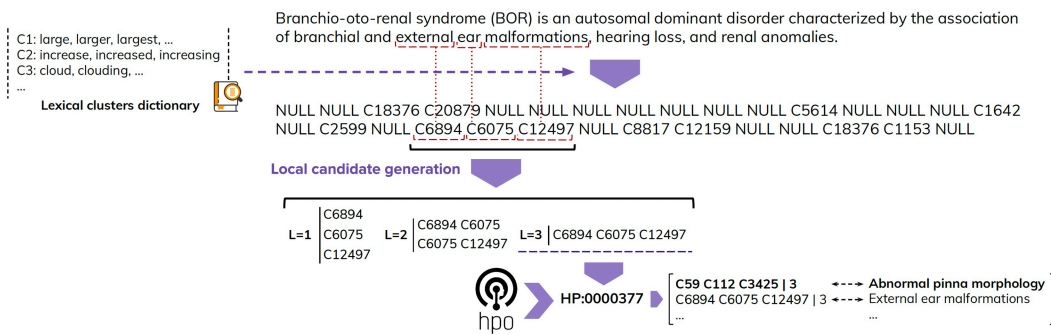 Branchio-oto-renal syndrome (BOR) is an autosomal dominant disorder characterized by the association
of branchial and external ear malformations, hearing loss, and renal anomalies.
C1: large, larger, largest, ...
C2: increase, increased, increasing
C3: cloud, clouding, ...
...
Lexical clusters dictionary
NULL NULL C18376 C20879 NULL NULL NULL NULL NULL NULL NULL C5614 NULL NULL NULL C1642
NULL C2599 NULL C6894 C6075 C12497 NULL C8817 C12159 NULL NULL C18376 C1153 NULL
Local candidate generation
L=1
C6894
C6075
C12497
L=2
C6894 C6075
C6075 C12497
L=3
C6894 C6075 C12497
hpo
HP:0000377
C59 C112 C3425 | 3 Abnormal pinna morphology
C6894 C6075 C12497 | 3 External ear malformations
... ...